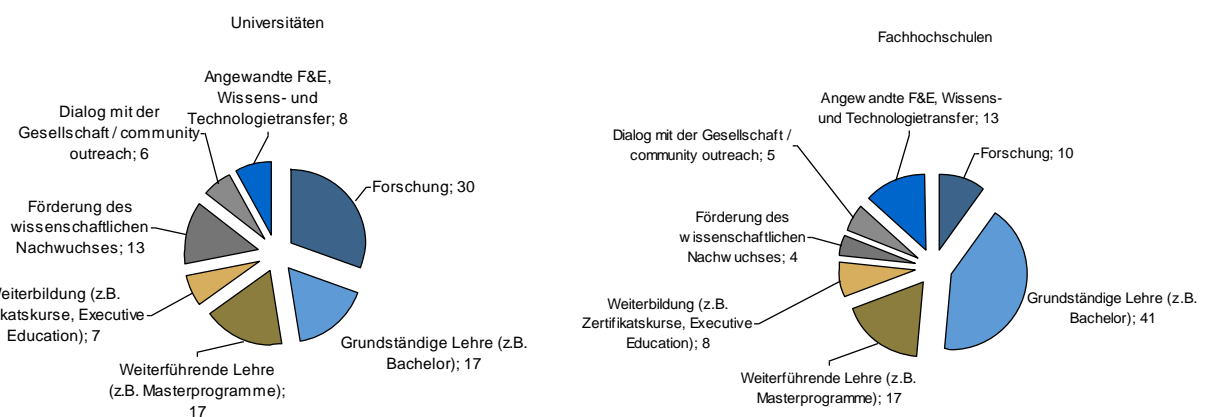 Universitäten
Angewandte F&E,
Wissens- und
Technologietransfer; 8
Dialog mit der
Gesellschaft / community
outreach; 6
Forschung; 30
Förderung des
wissenschaftlichen
Nachwuchses; 13
eiterbildung (z.B.
katskurse, Executive
Education); 7
Grundständige Lehre (z.B.
Bachelor); 17
Weiterführende Lehre
(z.B. Masterprogramme);
17
Fachhochschulen
Angewandte F&E, Wissens-
und Technologietransfer; 13
Dialog mit der Gesellschaft /
community outreach; 5
Forschung; 10
Förderung des
wissenschaftlichen
Nachwuchses; 4
Weiterbildung (z.B.
Zertifikatskurse, Executive
Education); 8
Grundständige Lehre (z.B.
Bachelor); 41
Weiterführende Lehre (z.B.
Masterprogramme); 17